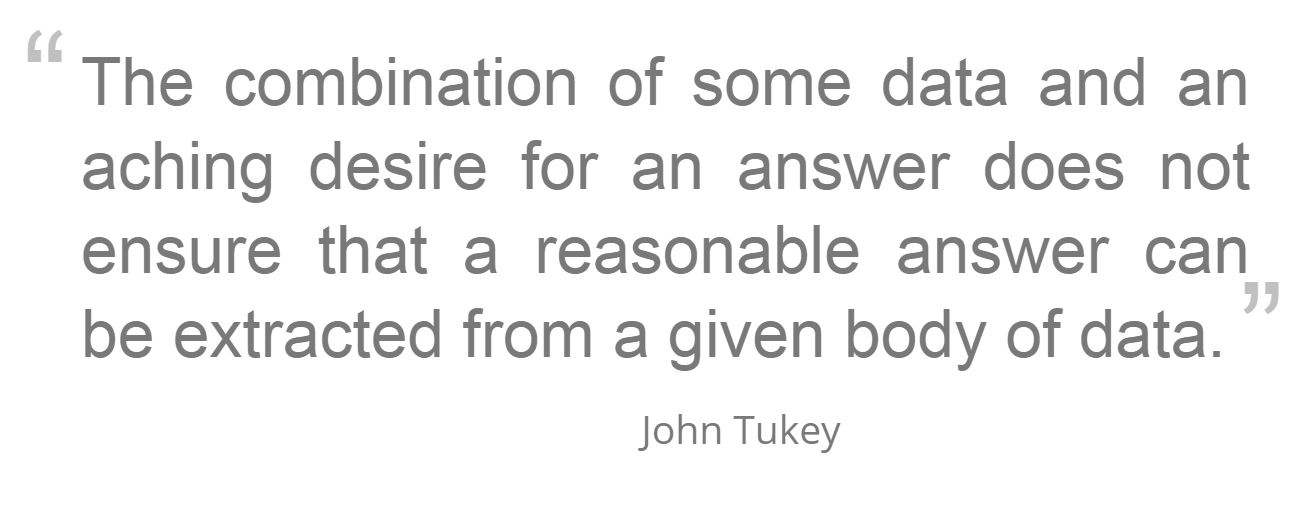 “The combination of some data and an
aching desire for an answer does not
ensure that a reasonable answer can
be extracted from a given body of data.”
John Tukey